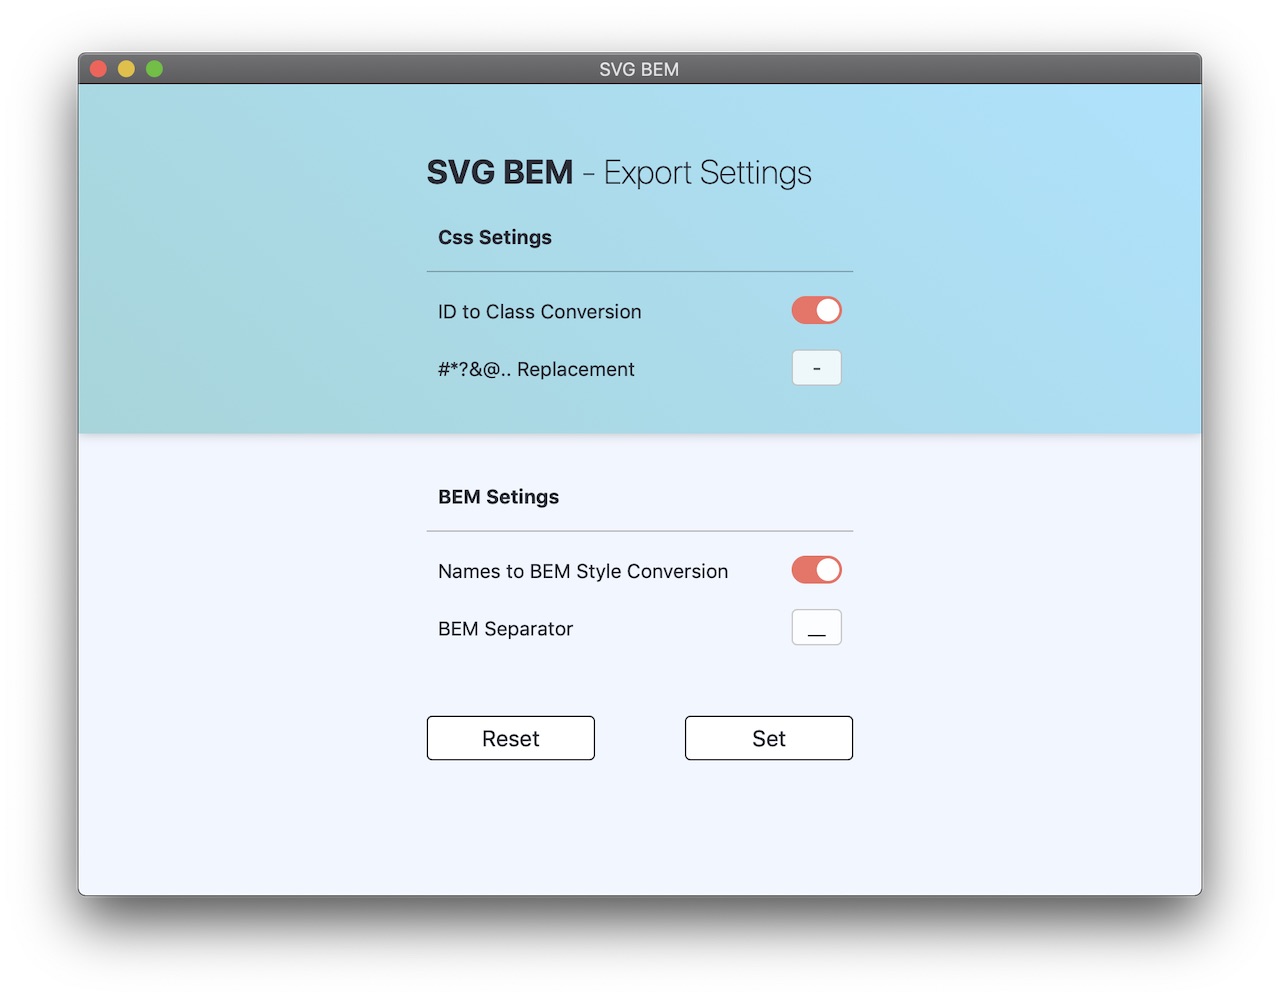 SVG BEM
SVG BEM - Export Settings
Css Setings
ID to Class Conversion
#*?&@.. Replacement
-
BEM Setings
Names to BEM Style Conversion
BEM Separator
__
Reset
Set